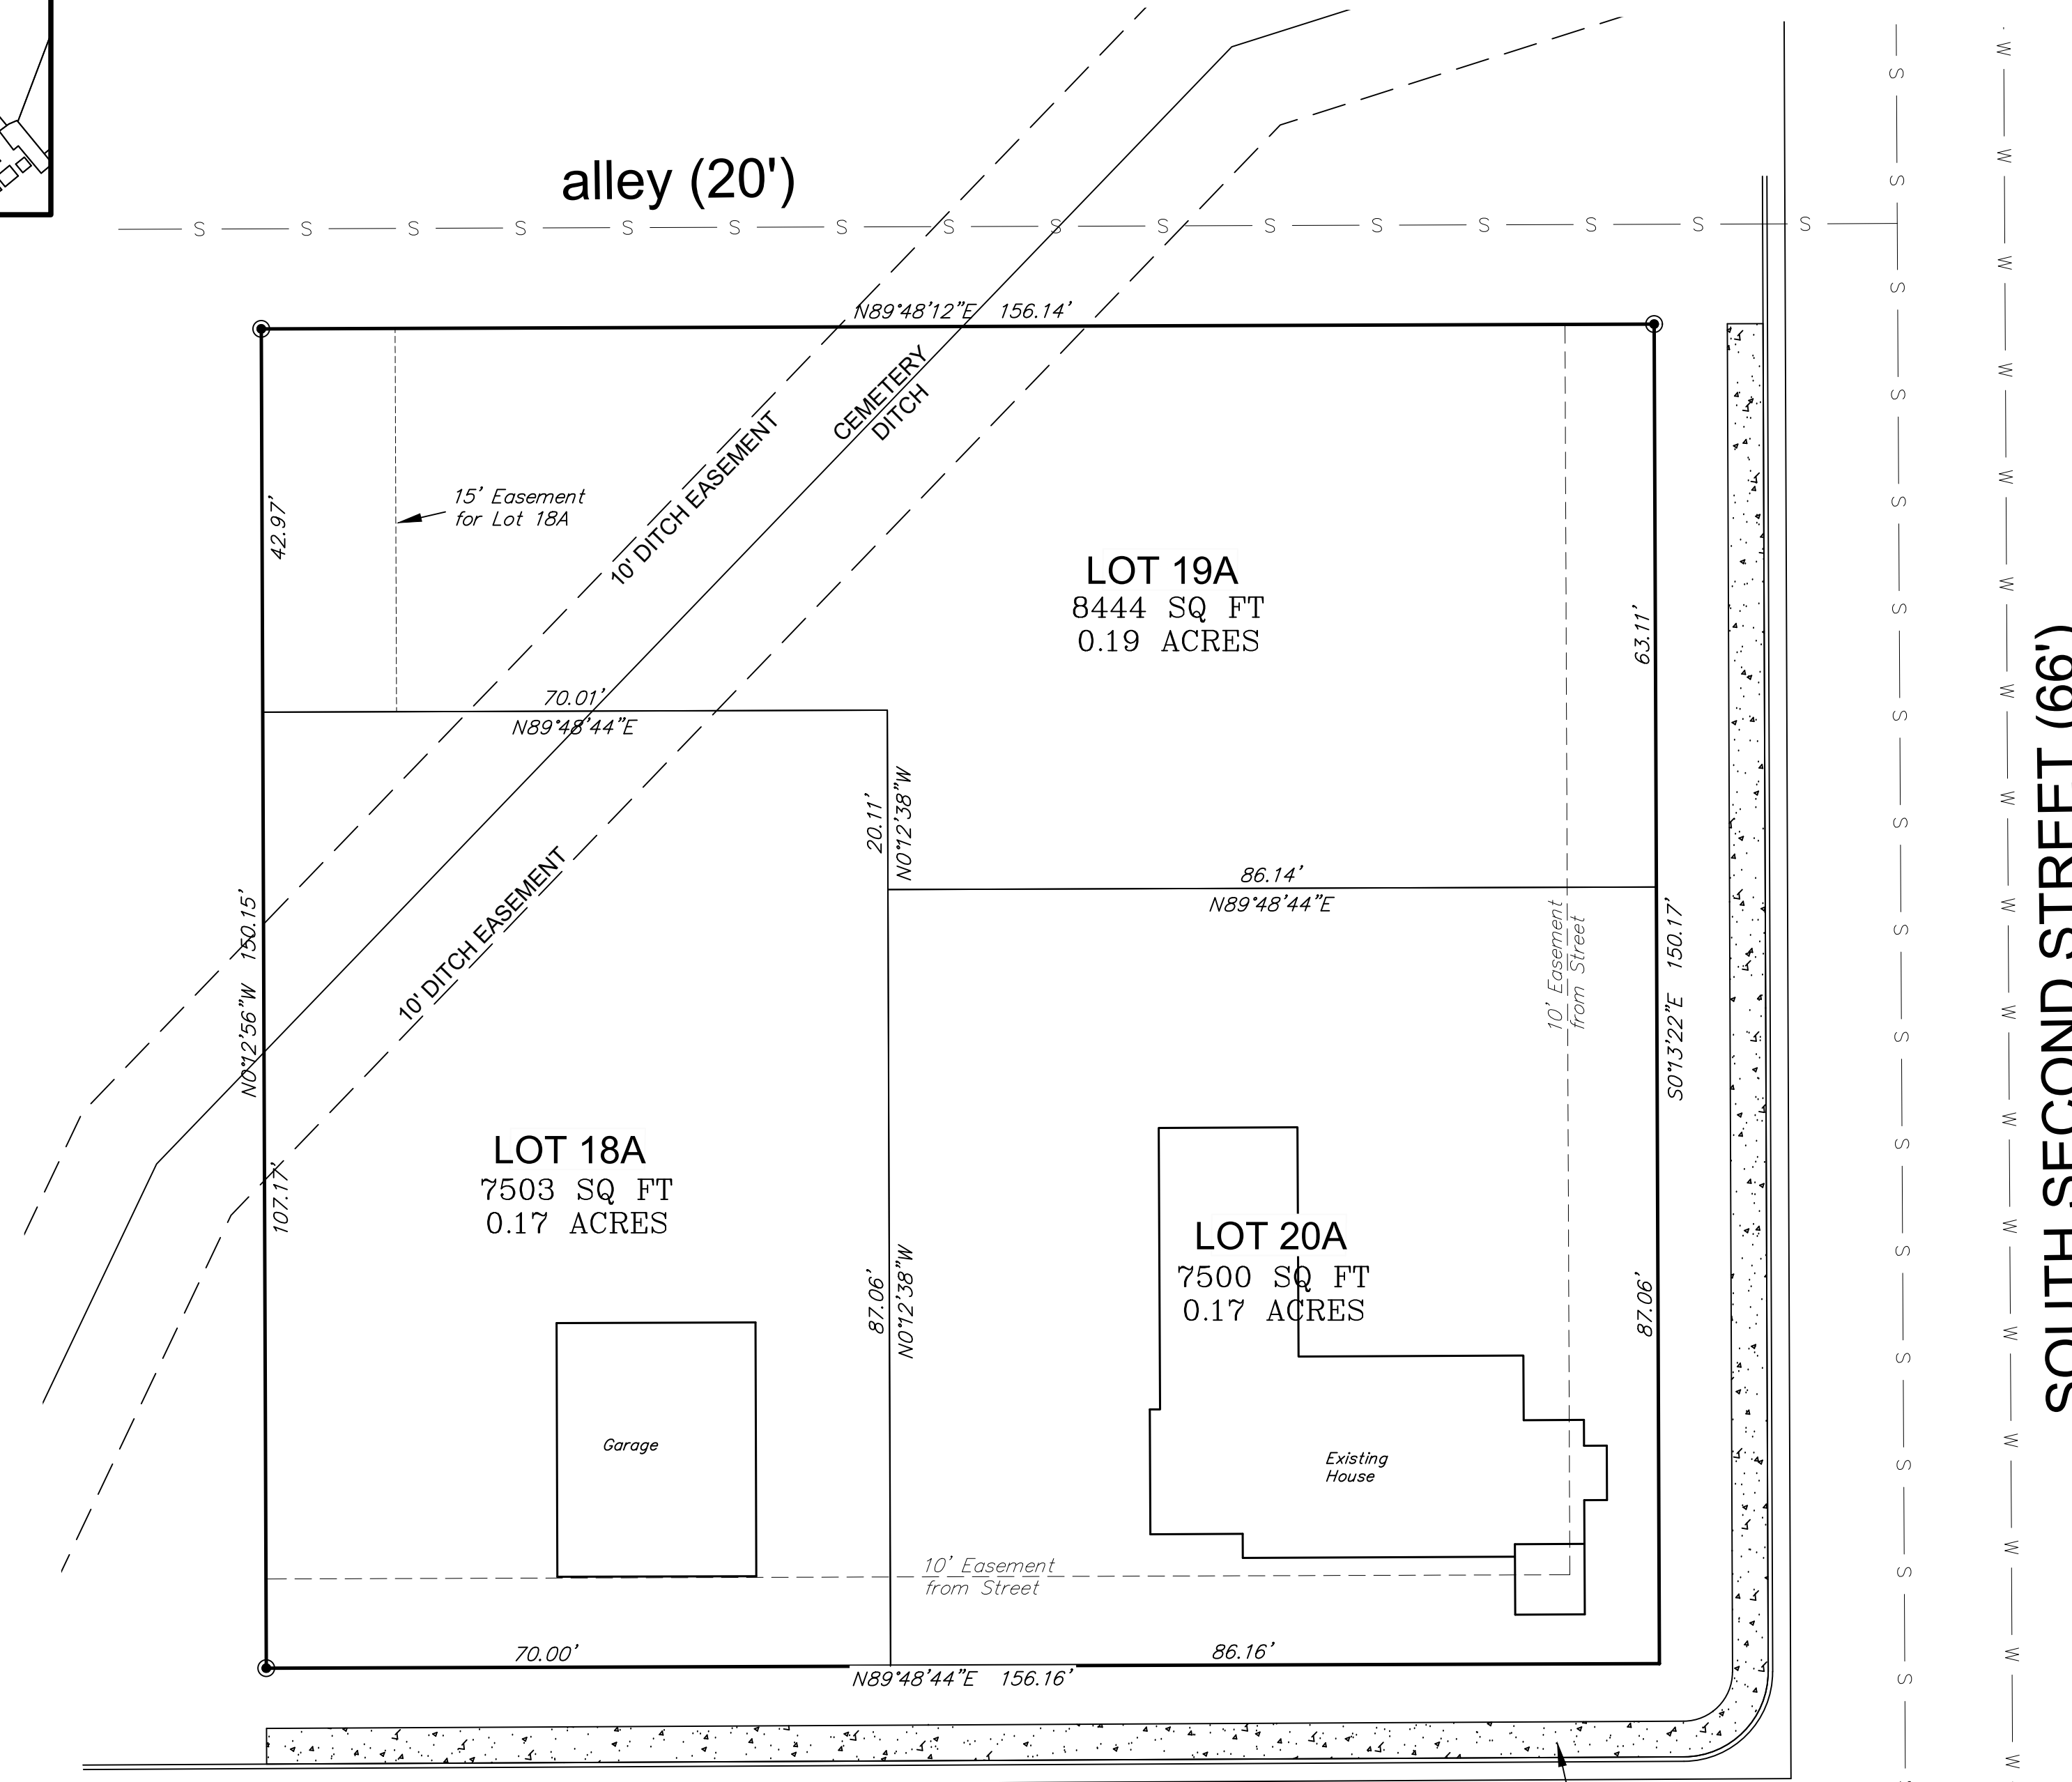 alley (20')
S S S S S S S S S S S S S S S S
N89°48'12"E 156.14'
CEMETERY
DITCH
10' DITCH EASEMENT
15' Easement
for Lot 18A
42.97'
LOT 19A
8444 SQ FT
0.19 ACRES
63.11'
70.01'
N89°48'44"E
20.11'
N0°12'38"W
86.14'
N89°48'44"E
10' DITCH EASEMENT
N0°12'56"W 150.15'
10' Easement
from Street
S0°13'22"E 150.17'
SOUTH SECOND STREET (66')
107.17'
LOT 18A
7503 SQ FT
0.17 ACRES
87.06'
N0°12'38"W
LOT 20A
7500 SQ FT
0.17 ACRES
87.06'
Garage
Existing
House
10' Easement
from Street
70.00'
86.16'
N89°48'44"E 156.16'
S S S S S S S S S S S S S S S S
W W W W W W W W W W W W W W W W W